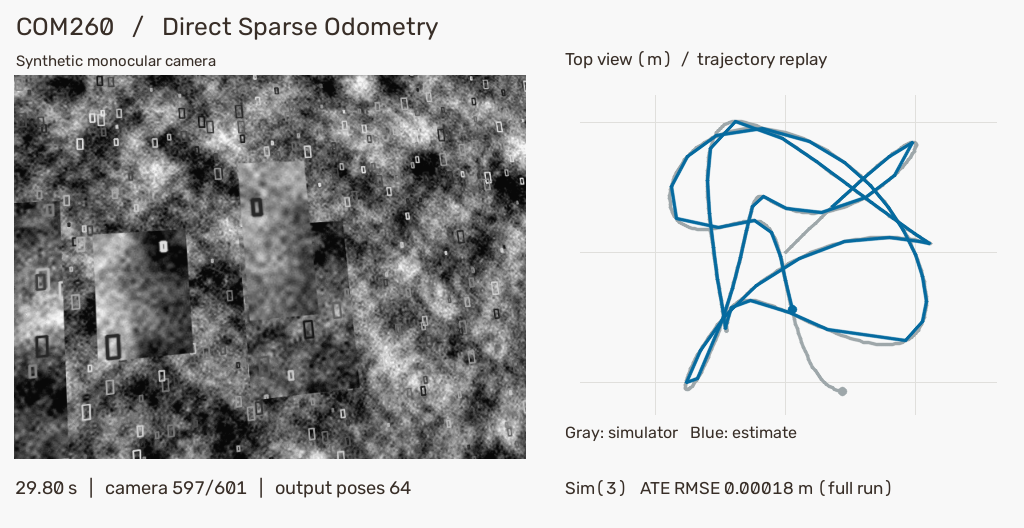 COM260 / Direct Sparse Odometry
Synthetic monocular camera
Top view (m) / trajectory replay
Gray: simulator Blue: estimate
29.80 s | camera 597/601 | output poses 64
Sim(3) ATE RMSE 0.00018 m (full run)